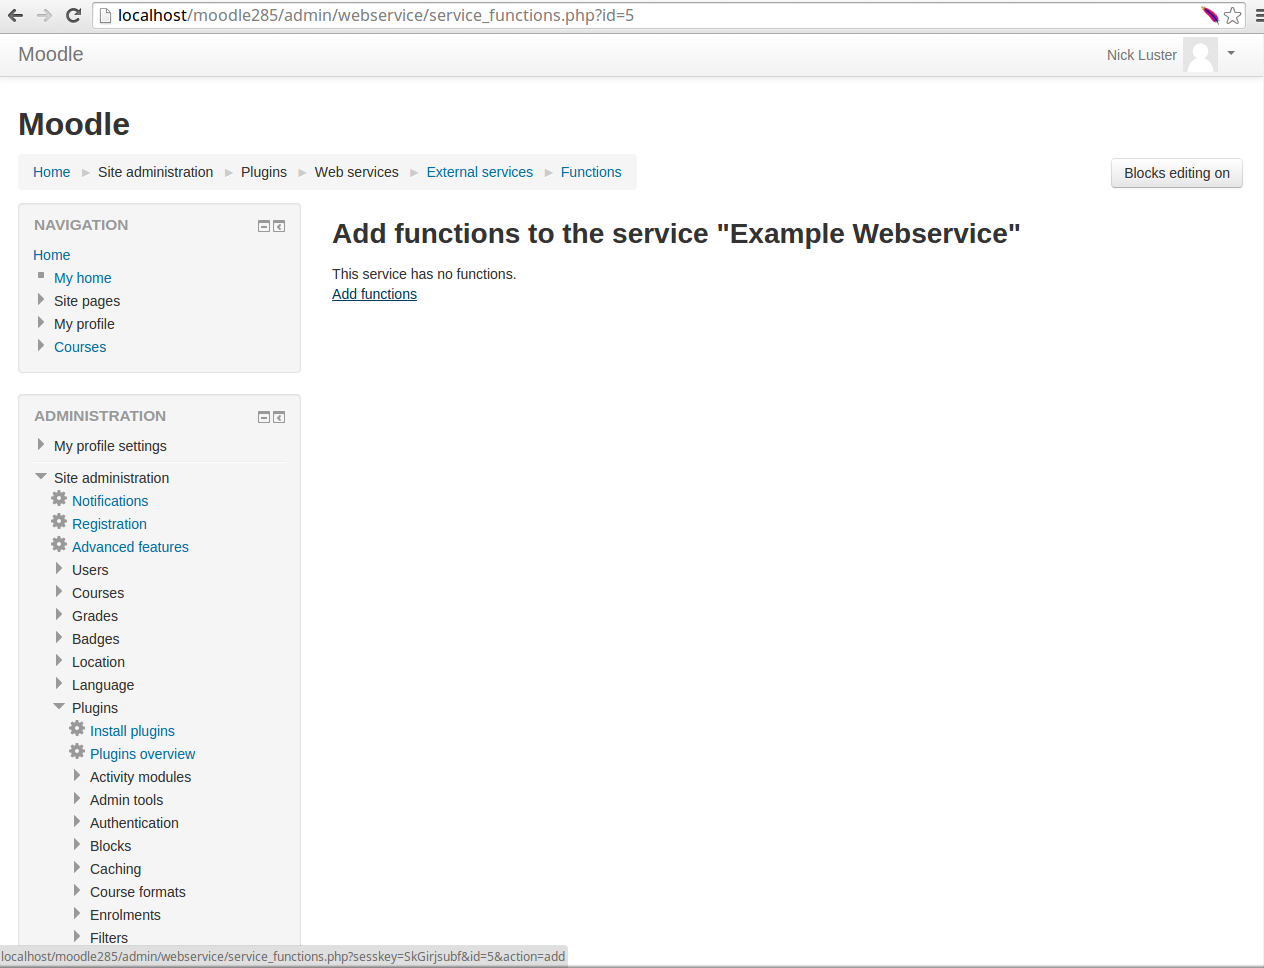 localhost/moodle285/admin/webservice/service_functions.php?id=5
Moodle
Nick Luster
Moodle
Home Site administration Plugins Web services External services Functions
Blocks editing on
NAVIGATION
Home
My home
Site pages
My profile
Courses
Add functions to the service "Example Webservice"
This service has no functions.
Add functions
ADMINISTRATION
My profile settings
Site administration
Notifications
Registration
Advanced features
Users
Courses
Grades
Badges
Location
Language
Plugins
Install plugins
Plugins overview
Activity modules
Admin tools
Authentication
Blocks
Caching
Course formats
Enrolments
Filters
localhost/moodle285/admin/webservice/service_functions.php?sesskey=SkGirjsubf&id=5&action=add